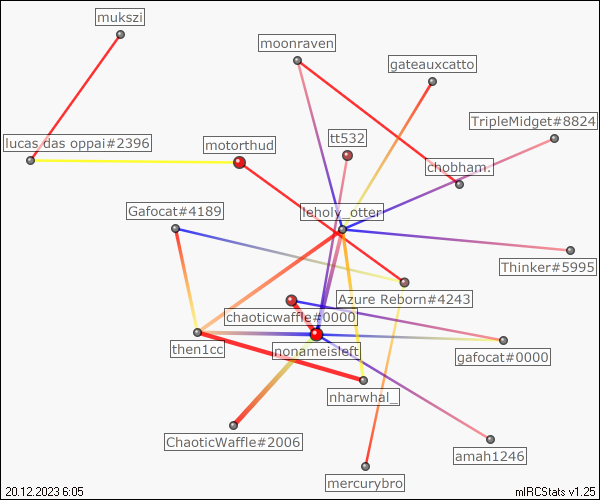 mukszi
moonraven
gateauxcatto
TripleMidget#8824
lucas das oppai#2396
motorthud
tt532
chobham.
Gafocat#4189
leholy_otter
Thinker#5995
Azure Reborn#4243
chaoticwaffle#0000
then1cc
nonameisleft
gafocat#0000
nharwhal_
ChaoticWaffle#2006
amah1246
mercurybro
20.12.2023 6:05
mIRCStats v1.25